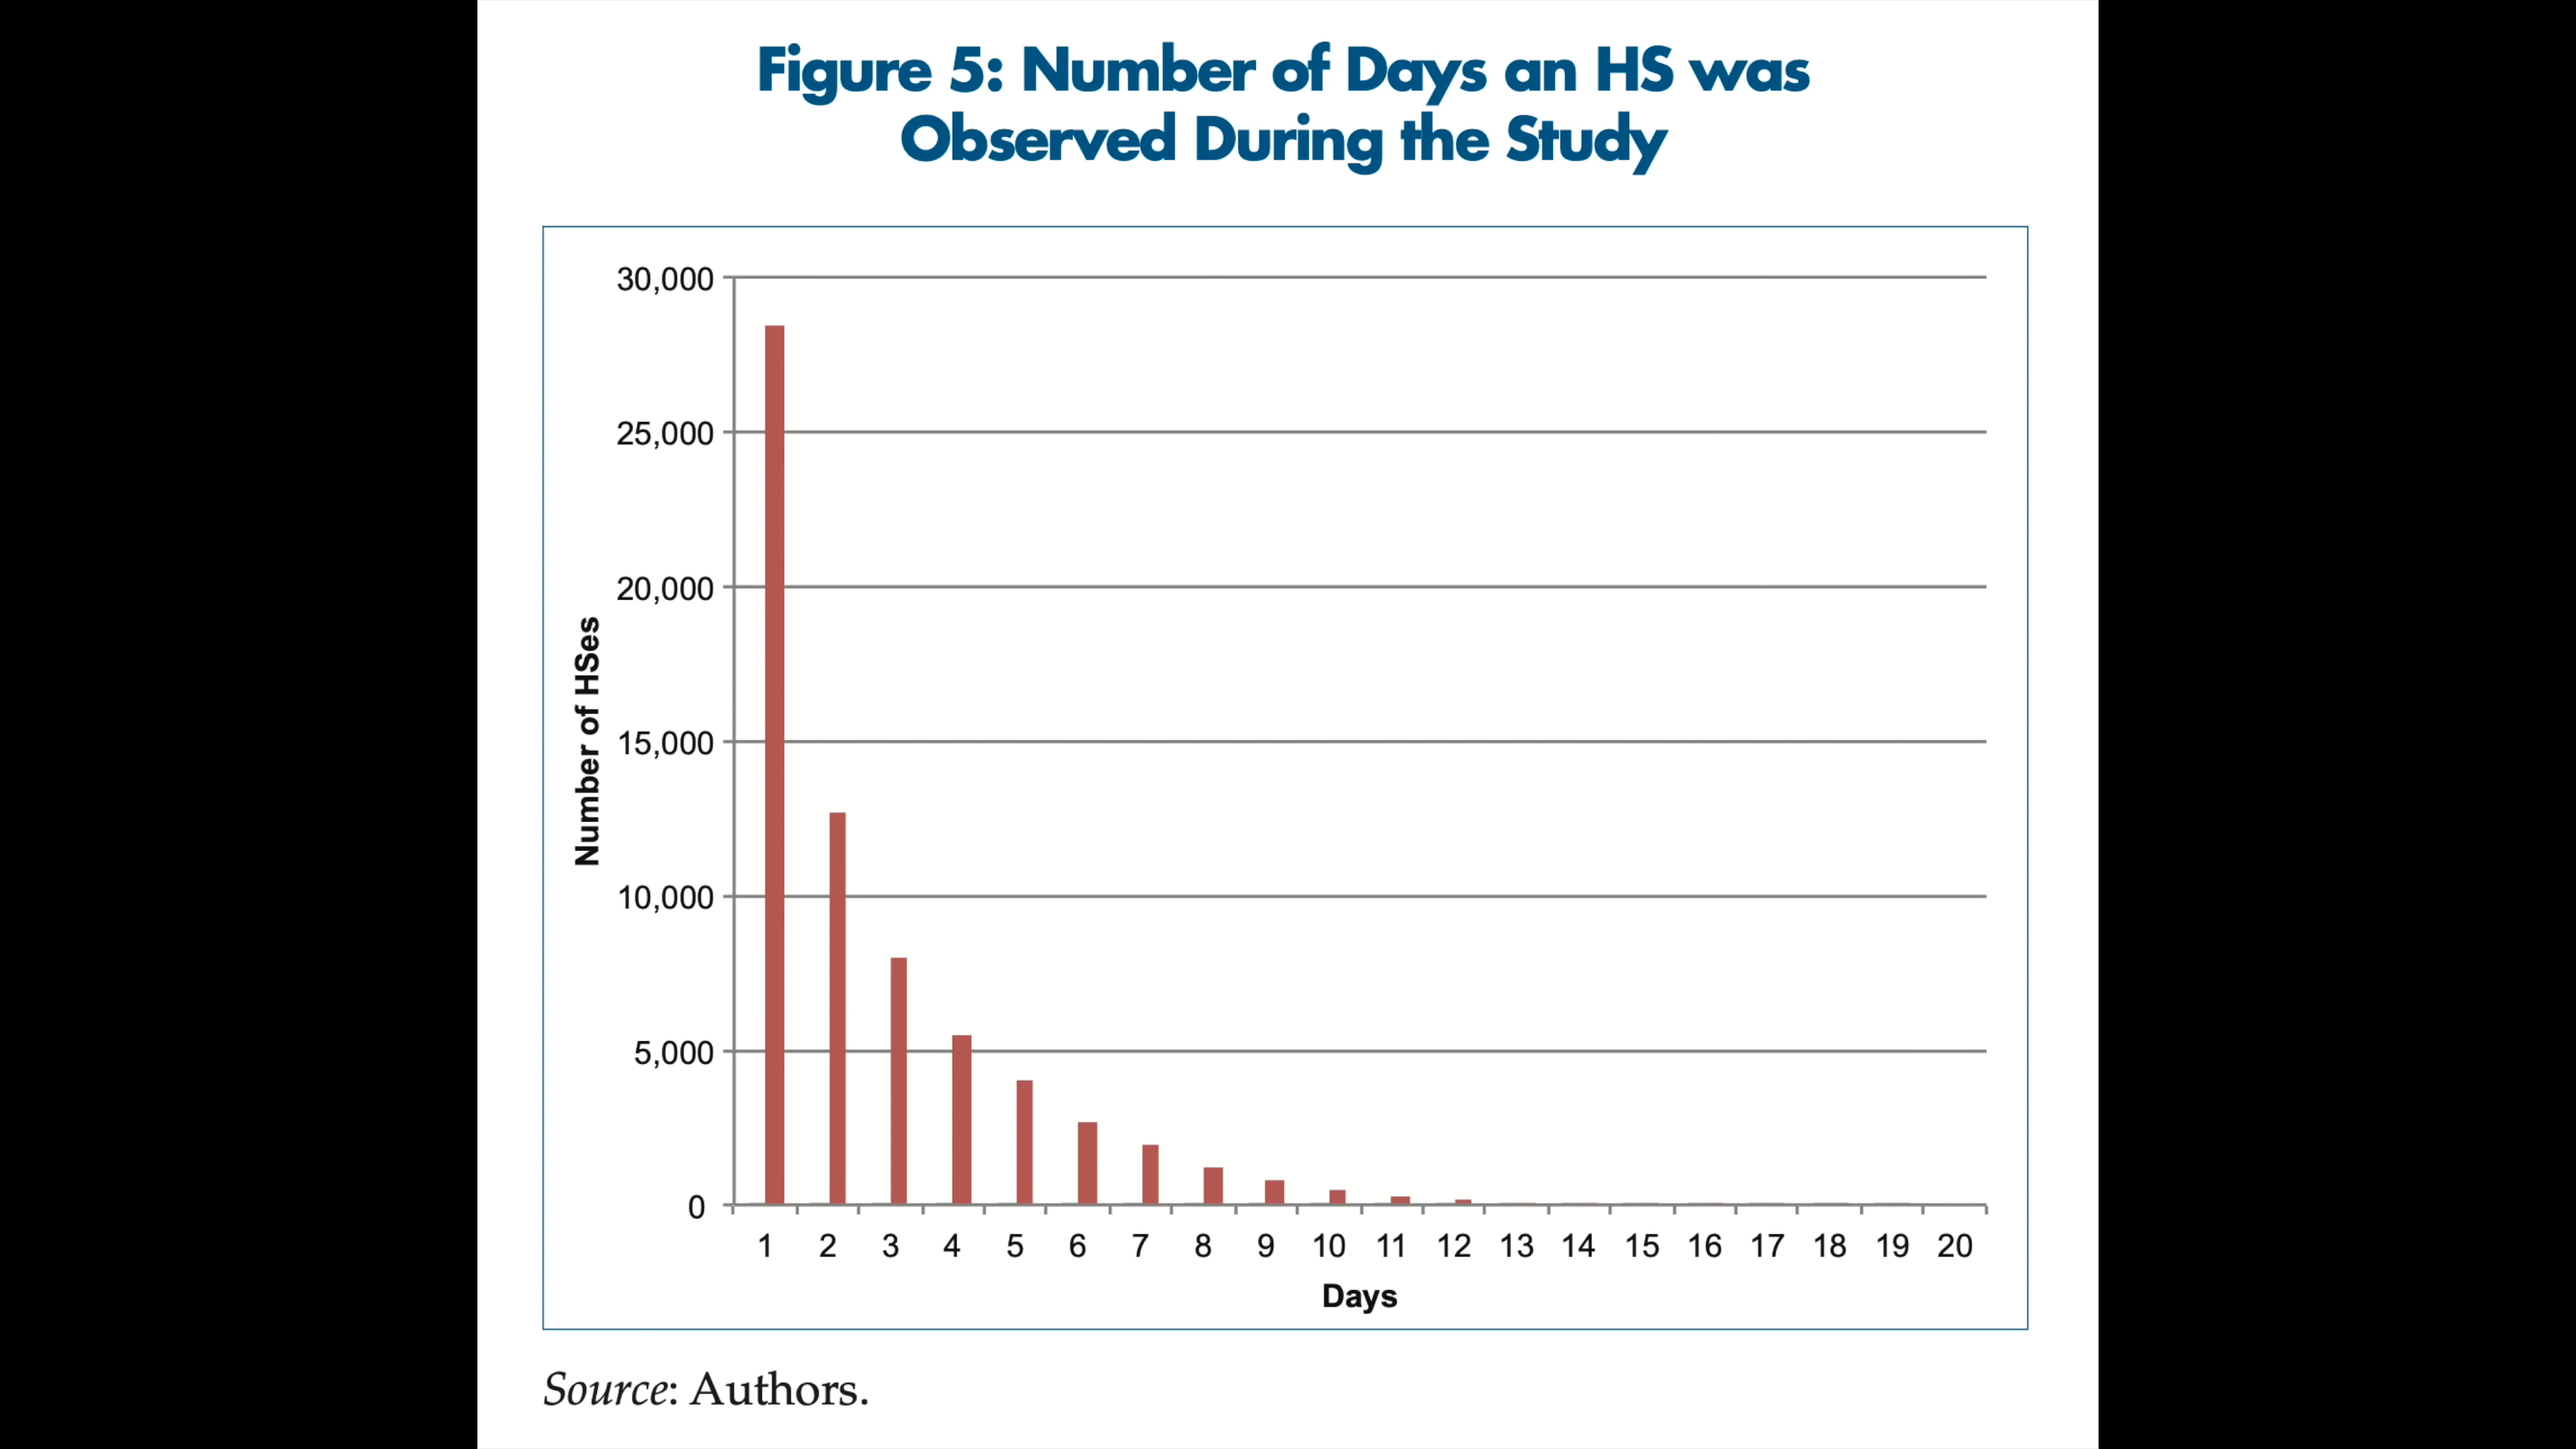 Figure 5: Number of Days an HS was
Observed During the Study
30,000
25,000
20,000
15,000
10,000
5,000
0
Number of HSes
1 2 3 4 5 6 7 8 9 10 11 12 13 14 15 16 17 18 19 20
Days
Source: Authors.